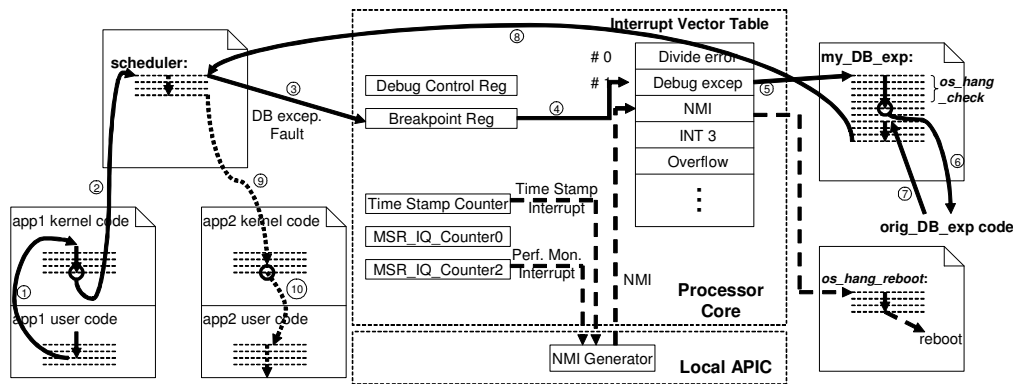 Interrupt Vector Table
⑧
scheduler:
# 0
Divide error
my_DB_exp:
③
Debug Control Reg
#
Debug excep
⑤
os_hang
_check
DB excep.
Fault
Breakpoint Reg
④
NMI
INT 3
②
⑨
Overflow
⑥
⑦
Time Stamp
Interrupt
Time Stamp Counter
app1 kernel code
app2 kernel code
orig_DB_exp code
MSR_IQ_Counter0
Perf. Mon.
Interrupt
MSR_IQ_Counter2
NMI
os_hang_reboot:
①
⑩
Processor
Core
app1 user code
app2 user code
reboot
NMI Generator
Local APIC